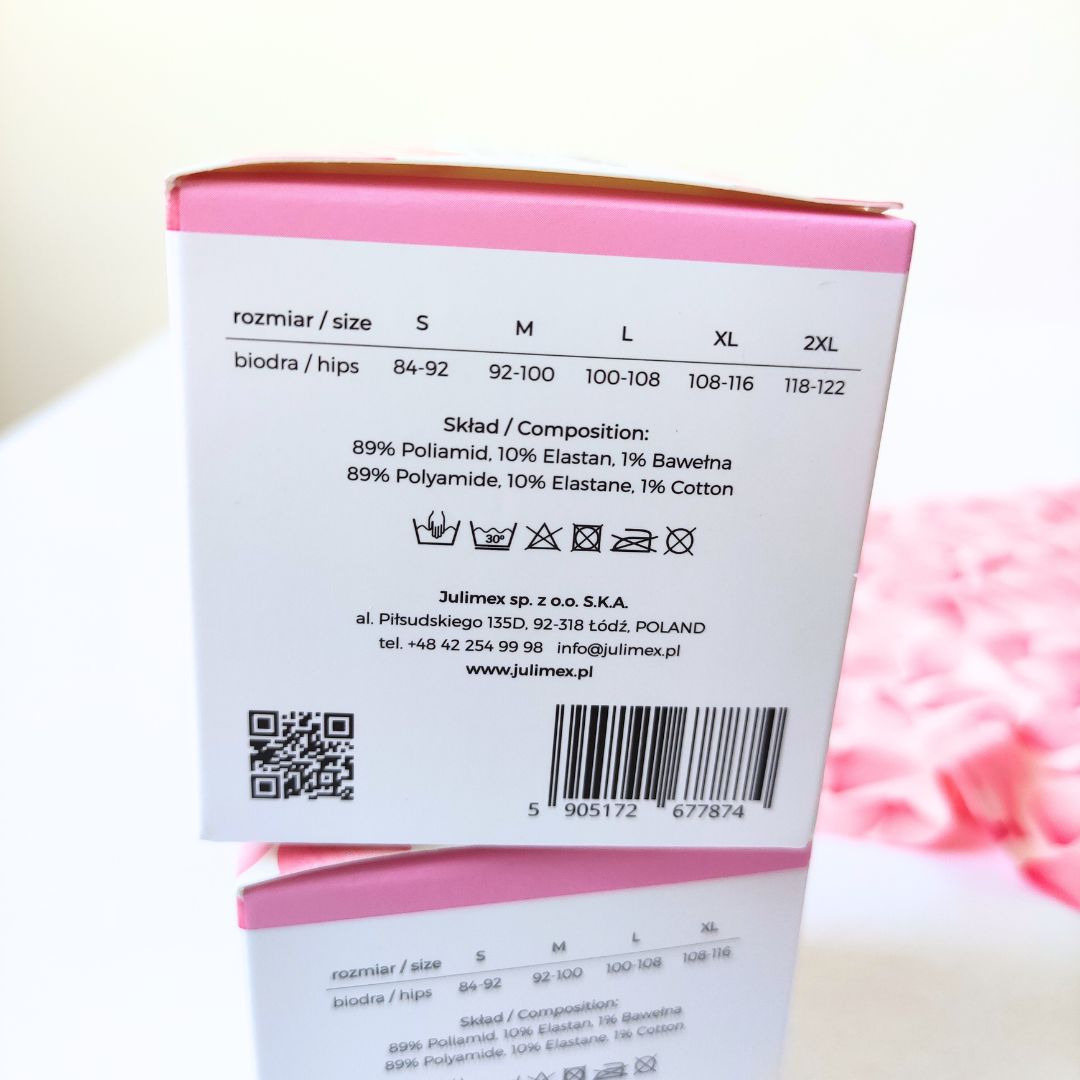 rozmiar / size S M L XL 2XL
biodra / hips 84-92 92-100 100-108 108-116 118-122
Skład / Composition:
89% Poliamid, 10% Elastan, 1% Bawełna
89% Polyamide, 10% Elastane, 1% Cotton
30º
Julimex sp. z o.o. S.K.A.
al. Piłsudskiego 135D, 92-318 Łódź, POLAND
tel. +48 42 254 99 98 info@julimex.pl
www.julimex.pl
5 905172 677874
rozmiar / size S M L XL
biodra / hips 84-92 92-100 100-108 108-116
Skład / Composition:
89% Poliamid, 10% Elastan, 1% Bawełna
89% Polyamide, 10% Elastane, 1% Cotton